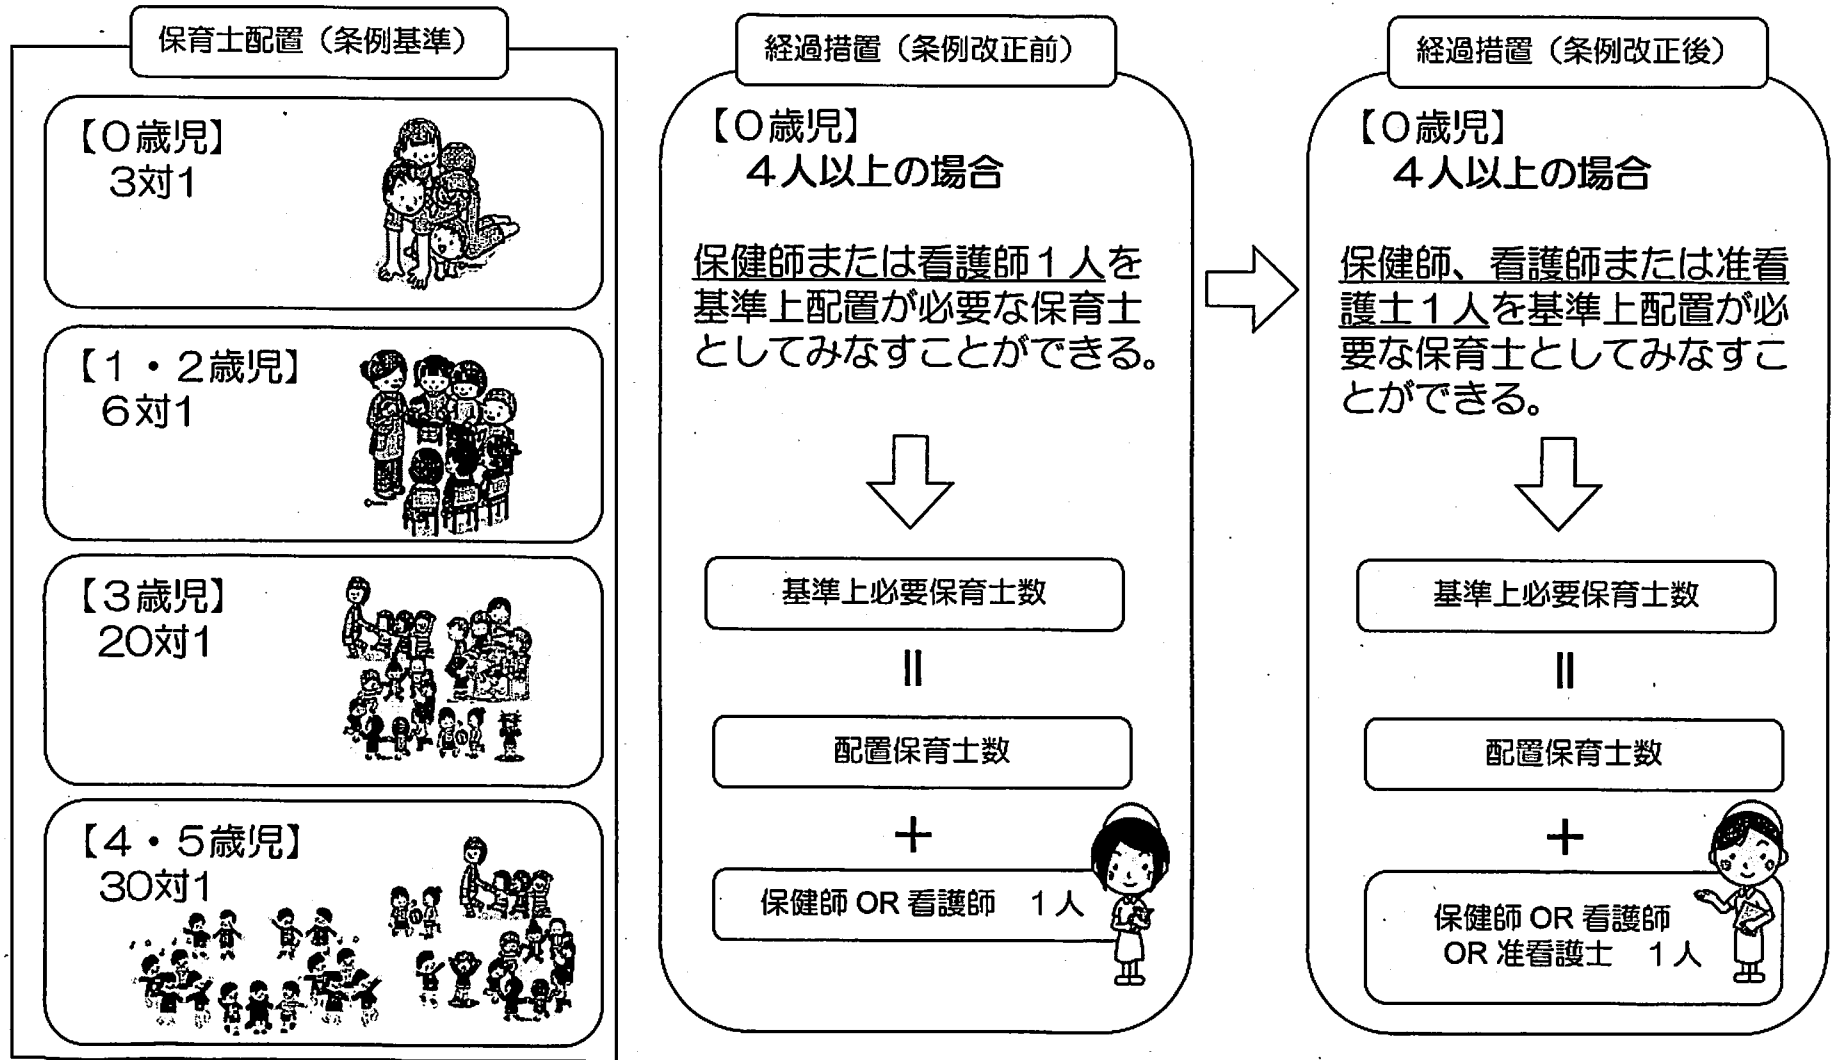 保育士配置（条例基準）
【０歳児】
３対１
【１・２歳児】
６対１
【３歳児】
20対１
【４・５歳児】
30対１
経過措置（条例改正前）
【０歳児】
４人以上の場合
保健師または看護師１人を
基準上配置が必要な保育士
としてみなすことができる。
基準上必要保育士数
＝
配置保育士数
＋
保健師 OR 看護師　１人
経過措置（条例改正後）
【０歳児】
４人以上の場合
保健師、看護師または准看
護士１人を基準上配置が必
要な保育士としてみなすこ
とができる。
基準上必要保育士数
＝
配置保育士数
＋
保健師 OR 看護師
OR 准看護士　１人